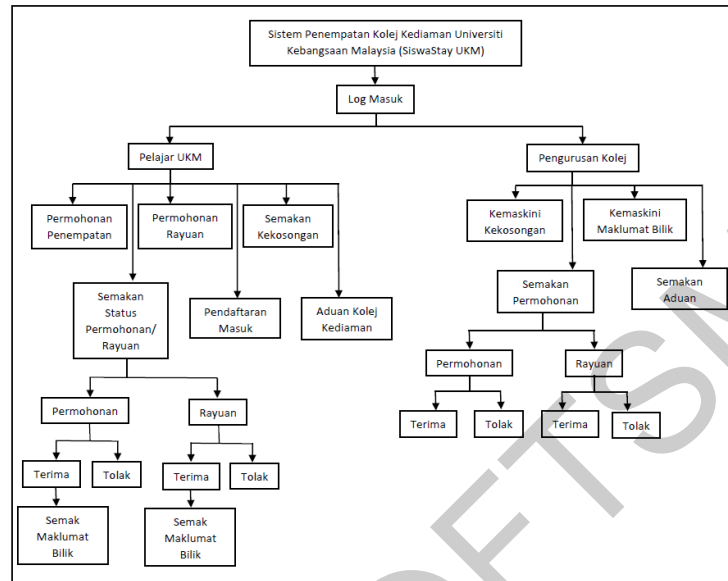 Sistem Penempatan Kolej Kediaman Universiti
Kebangsaan Malaysia (SiswaStay UKM)
Log Masuk
Pelajar UKM
Pengurusan Kolej
Permohonan
Penempatan
Permohonan
Rayuan
Semakan
Kekosongan
Kemaskini
Kekosongan
Kemaskini
Maklumat Bilik
Semakan
Status
Permohonan/
Rayuan
Pendaftaran
Masuk
Aduan Kolej
Kediaman
Semakan
Permohonan
Semakan
Aduan
Permohonan
Rayuan
Permohonan
Rayuan
Terima
Tolak
Terima
Tolak
Terima
Tolak
Terima
Tolak
Semak
Maklumat
Bilik
Semak
Maklumat
Bilik